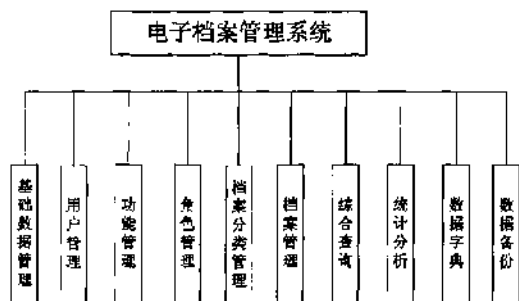 电子档案管理系统
基础数据管理
用户管理
功能管理
角色管理
档案分类管理
档案管理
综合查询
统计分析
数据字典
数据备份